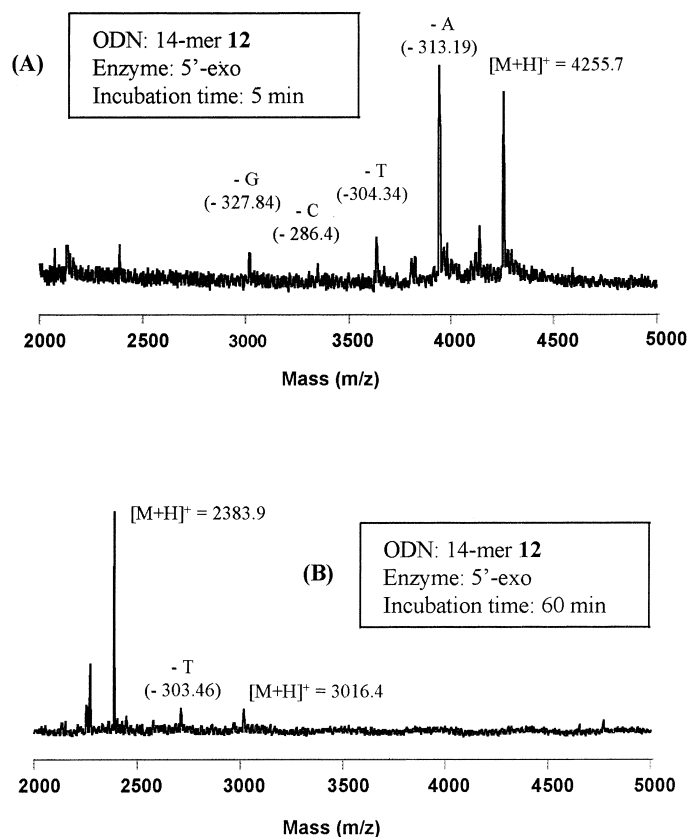 (A)
ODN: 14-mer 12
Enzyme: 5'-exo
Incubation time: 5 min
- A
(- 313.19)
[M+H]+ = 4255.7
- G
(- 327.84)
- C
(- 286.4)
- T
(-304.34)
2000 2500 3000 3500 4000 4500 5000
Mass (m/z)
[M+H]+ = 2383.9
(B)
ODN: 14-mer 12
Enzyme: 5'-exo
Incubation time: 60 min
- T
(- 303.46)
[M+H]+ = 3016.4
2000 2500 3000 3500 4000 4500 5000
Mass (m/z)